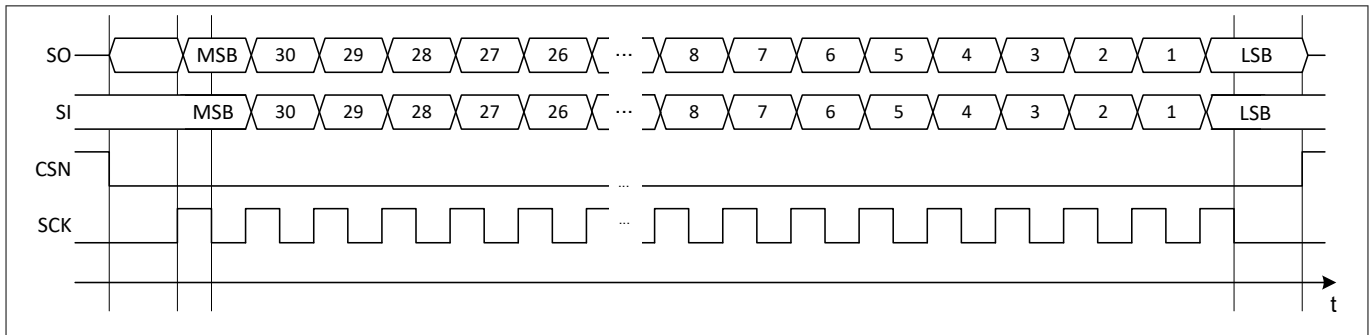 SO MSB 30 29 28 27 26 ... 8 7 6 5 4 3 2 1 LSB
SI MSB 30 29 28 27 26 ... 8 7 6 5 4 3 2 1 LSB
CSN ...
SCK ...
t